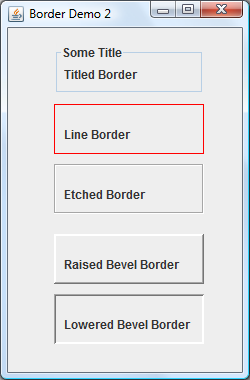 Border Demo 2
Some Title
Titled Border
Line Border
Etched Border
Raised Bevel Border
Lowered Bevel Border